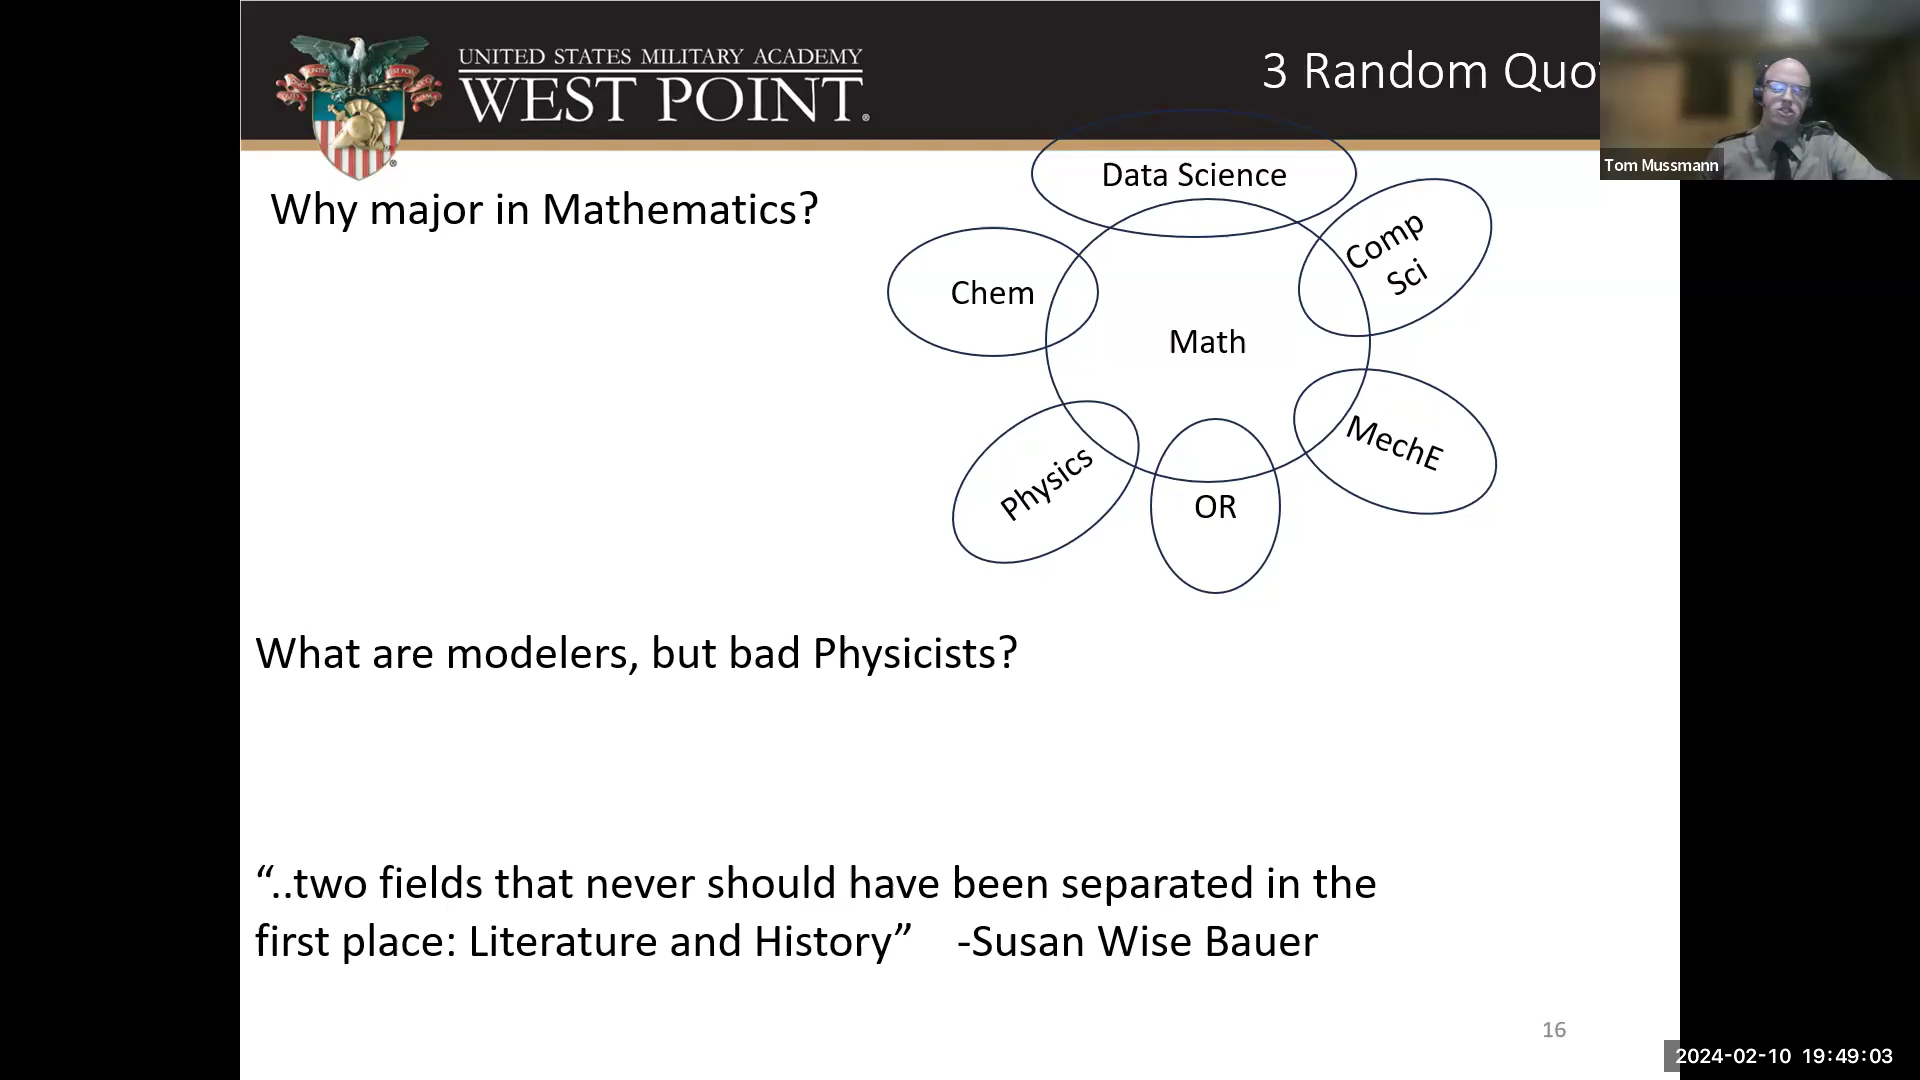 UNITED STATES MILITARY ACADEMY
WEST POINT.
3 Random Quo
Tom Mussmann
Why major in Mathematics?
Data Science
Comp
Sci
Chem
Math
MechE
Physics
OR
What are modelers, but bad Physicists?
“..two fields that never should have been separated in the
first place: Literature and History” -Susan Wise Bauer
16
2024-02-10 19:49:03